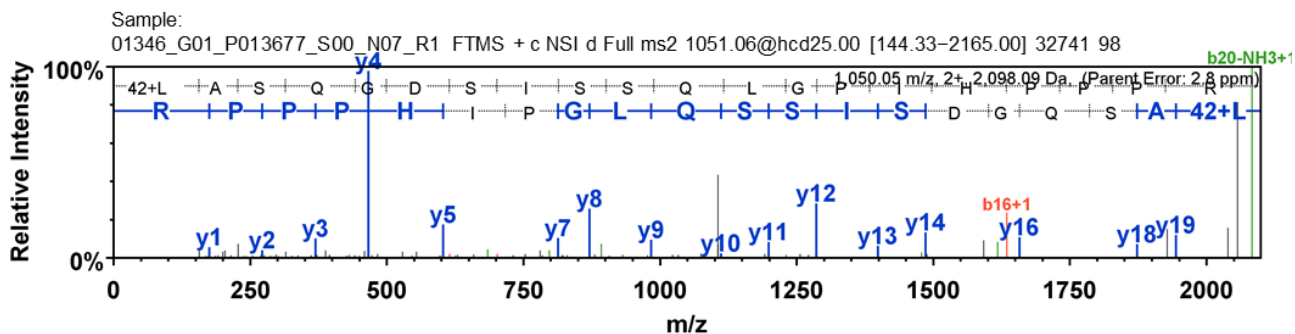 Sample:
01346_G01_P013677_S00_N07_R1 FTMS + c NSI d Full ms2 1051.06@hcd25.00 [144.33-2165.00] 32741 98
b20-NH3+1
y4
100%
1,050.05 m/z, 2+, 2,098.09 Da, (Parent Error: 2.8 ppm)
42+L A S Q G D S I S S Q L G P I H P P P R
R P P P H I P G L Q S S I S D G Q S A 42+L
Relative Intensity
y1 y2 y3 y5 y7 y8 y9 y10 y11 y12 y13 y14 b16+1 y16 y18 y19
0%
0 250 500 750 1000 1250 1500 1750 2000
m/z